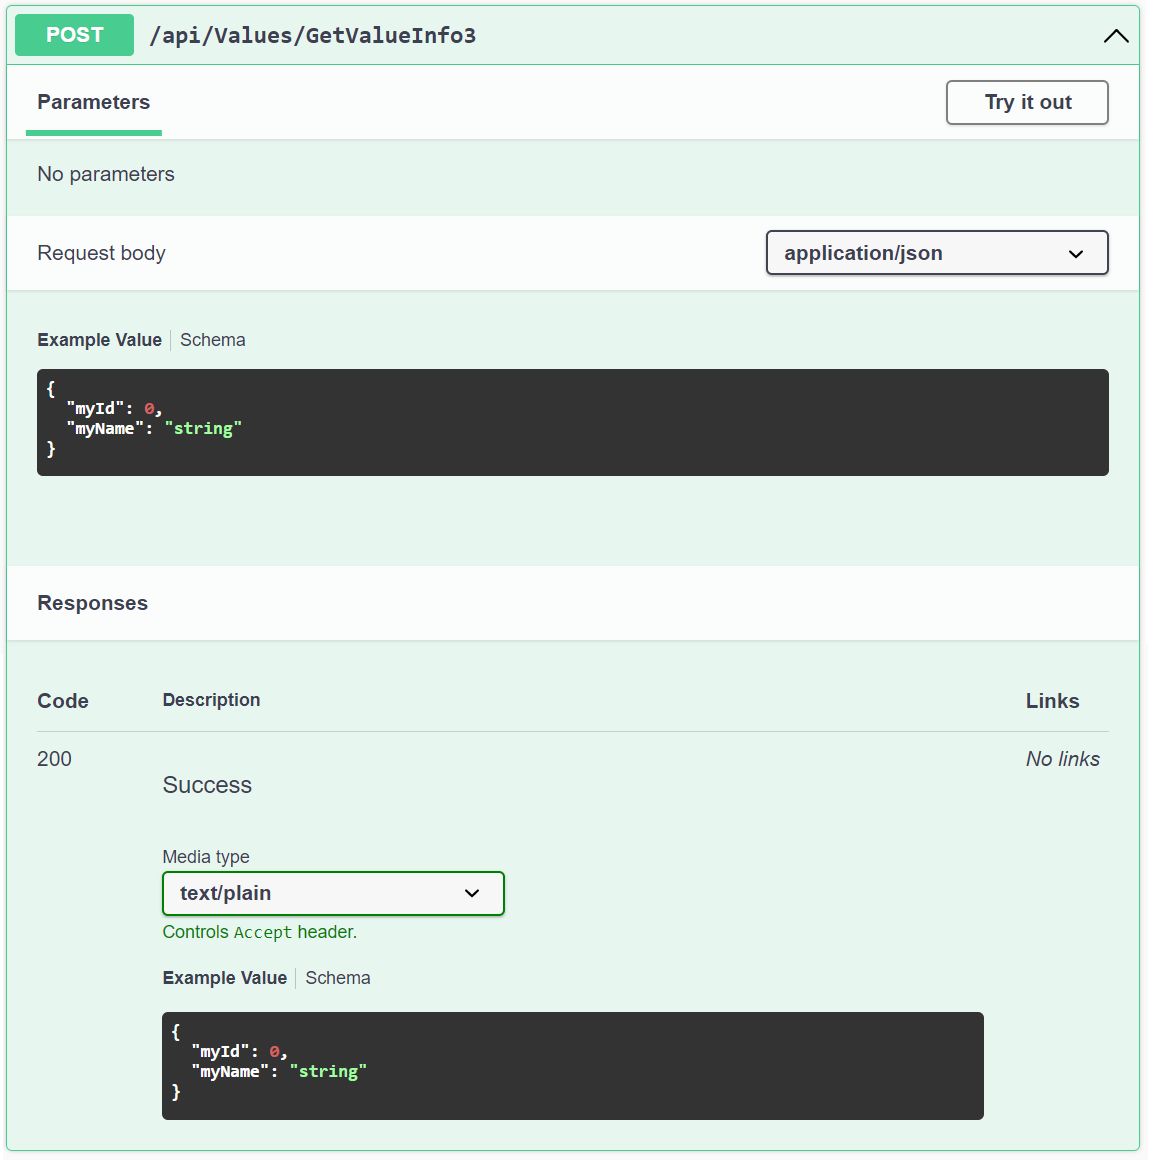 POST /api/Values/GetValueInfo3
Parameters
Try it out
No parameters
Request body
application/json
Example Value Schema
{
"myId": 0,
"myName": "string"
}
Responses
Code Description Links
200
Success
No links
Media type
text/plain
Controls Accept header.
Example Value Schema
{
"myId": 0,
"myName": "string"
}